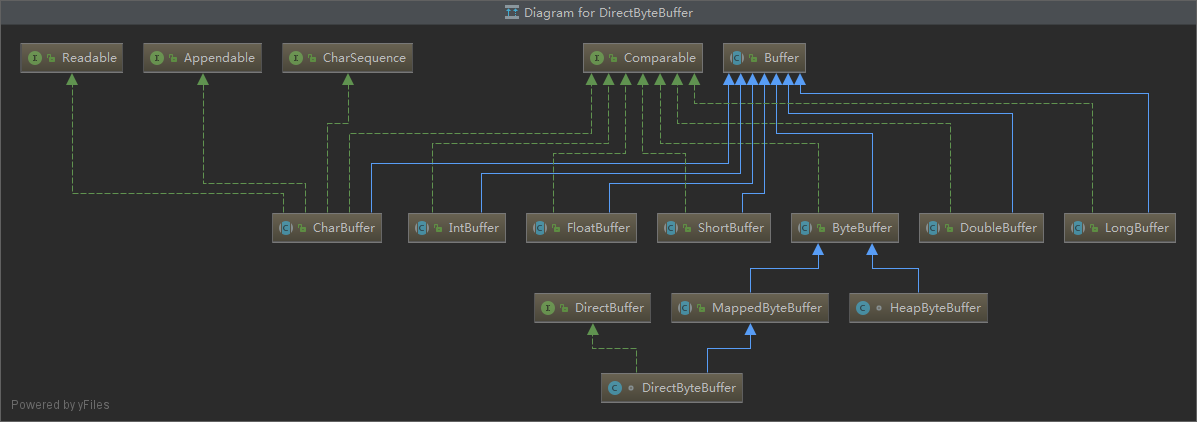 Diagram for DirectByteBuffer
Readable
Appendable
CharSequence
Comparable
Buffer
CharBuffer
IntBuffer
FloatBuffer
ShortBuffer
ByteBuffer
DoubleBuffer
LongBuffer
DirectBuffer
MappedByteBuffer
HeapByteBuffer
DirectByteBuffer
Powered by yFiles